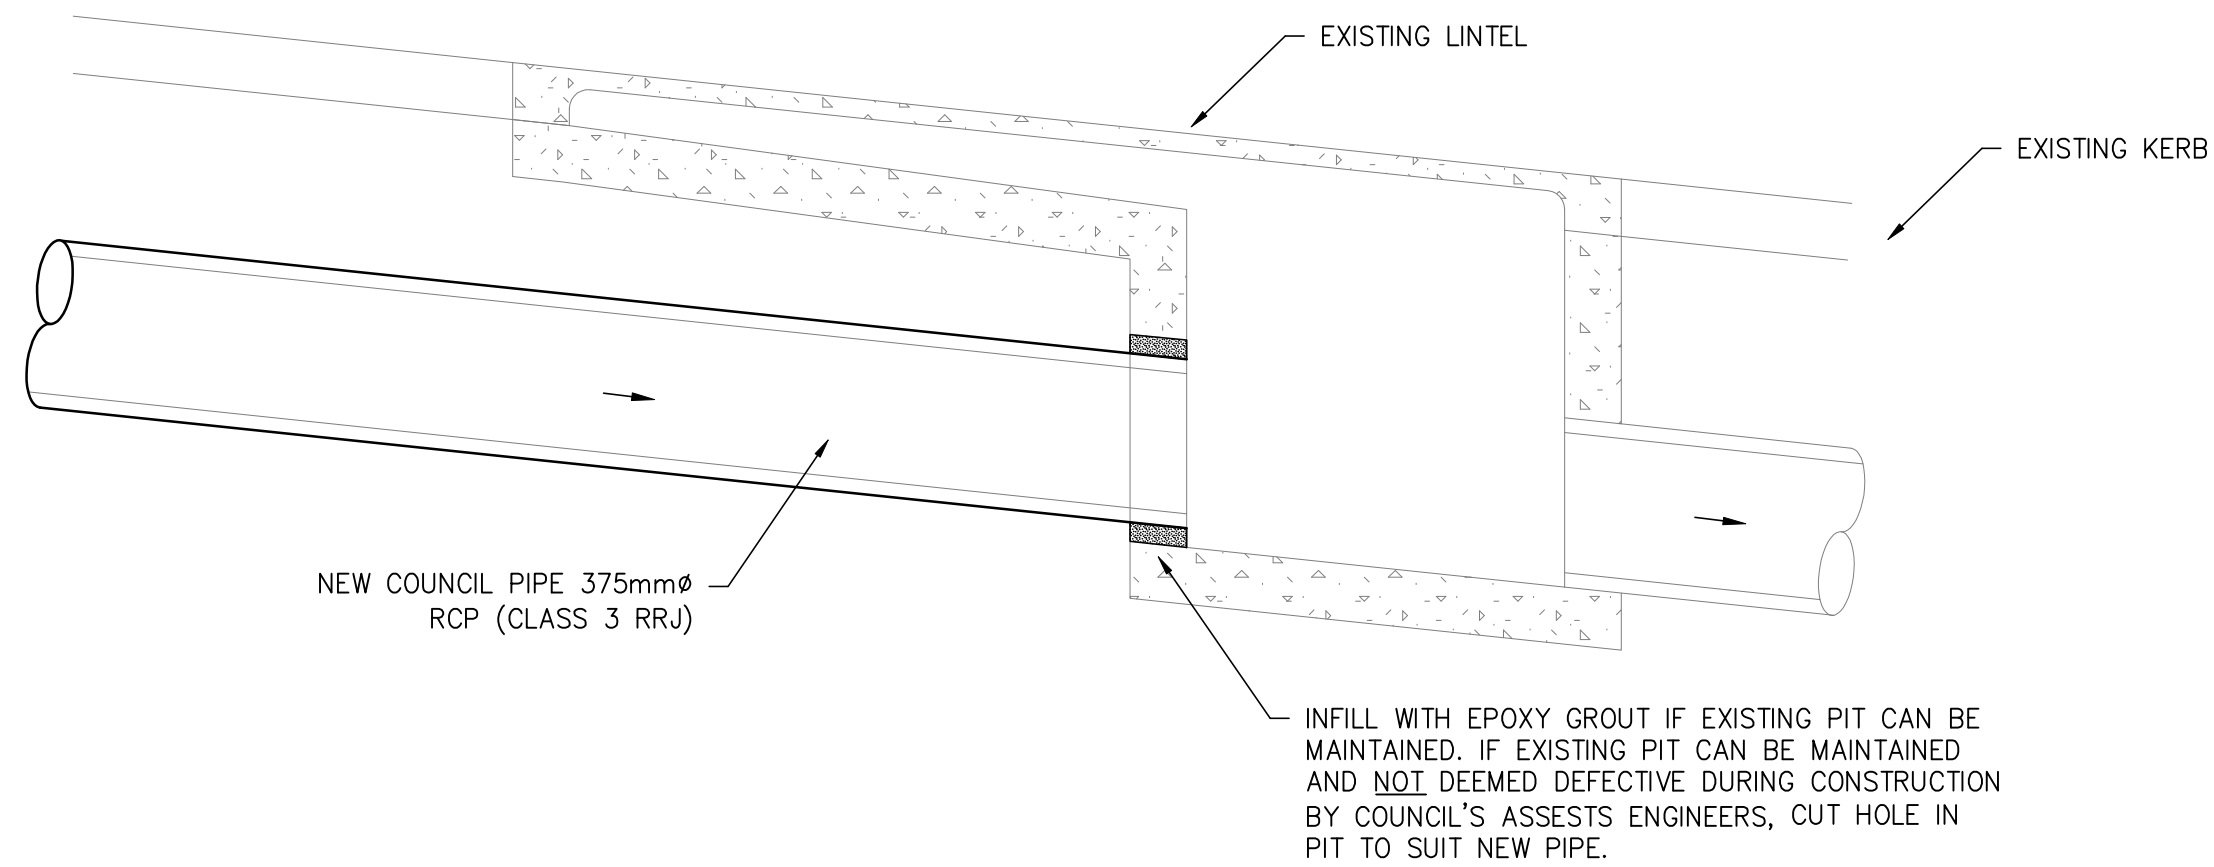 EXISTING LINTEL
EXISTING KERB
NEW COUNCIL PIPE 375mmø
RCP (CLASS 3 RRJ)
INFILL WITH EPOXY GROUT IF EXISTING PIT CAN BE
MAINTAINED. IF EXISTING PIT CAN BE MAINTAINED
AND NOT DEEMED DEFECTIVE DURING CONSTRUCTION
BY COUNCIL'S ASSESTS ENGINEERS, CUT HOLE IN
PIT TO SUIT NEW PIPE.